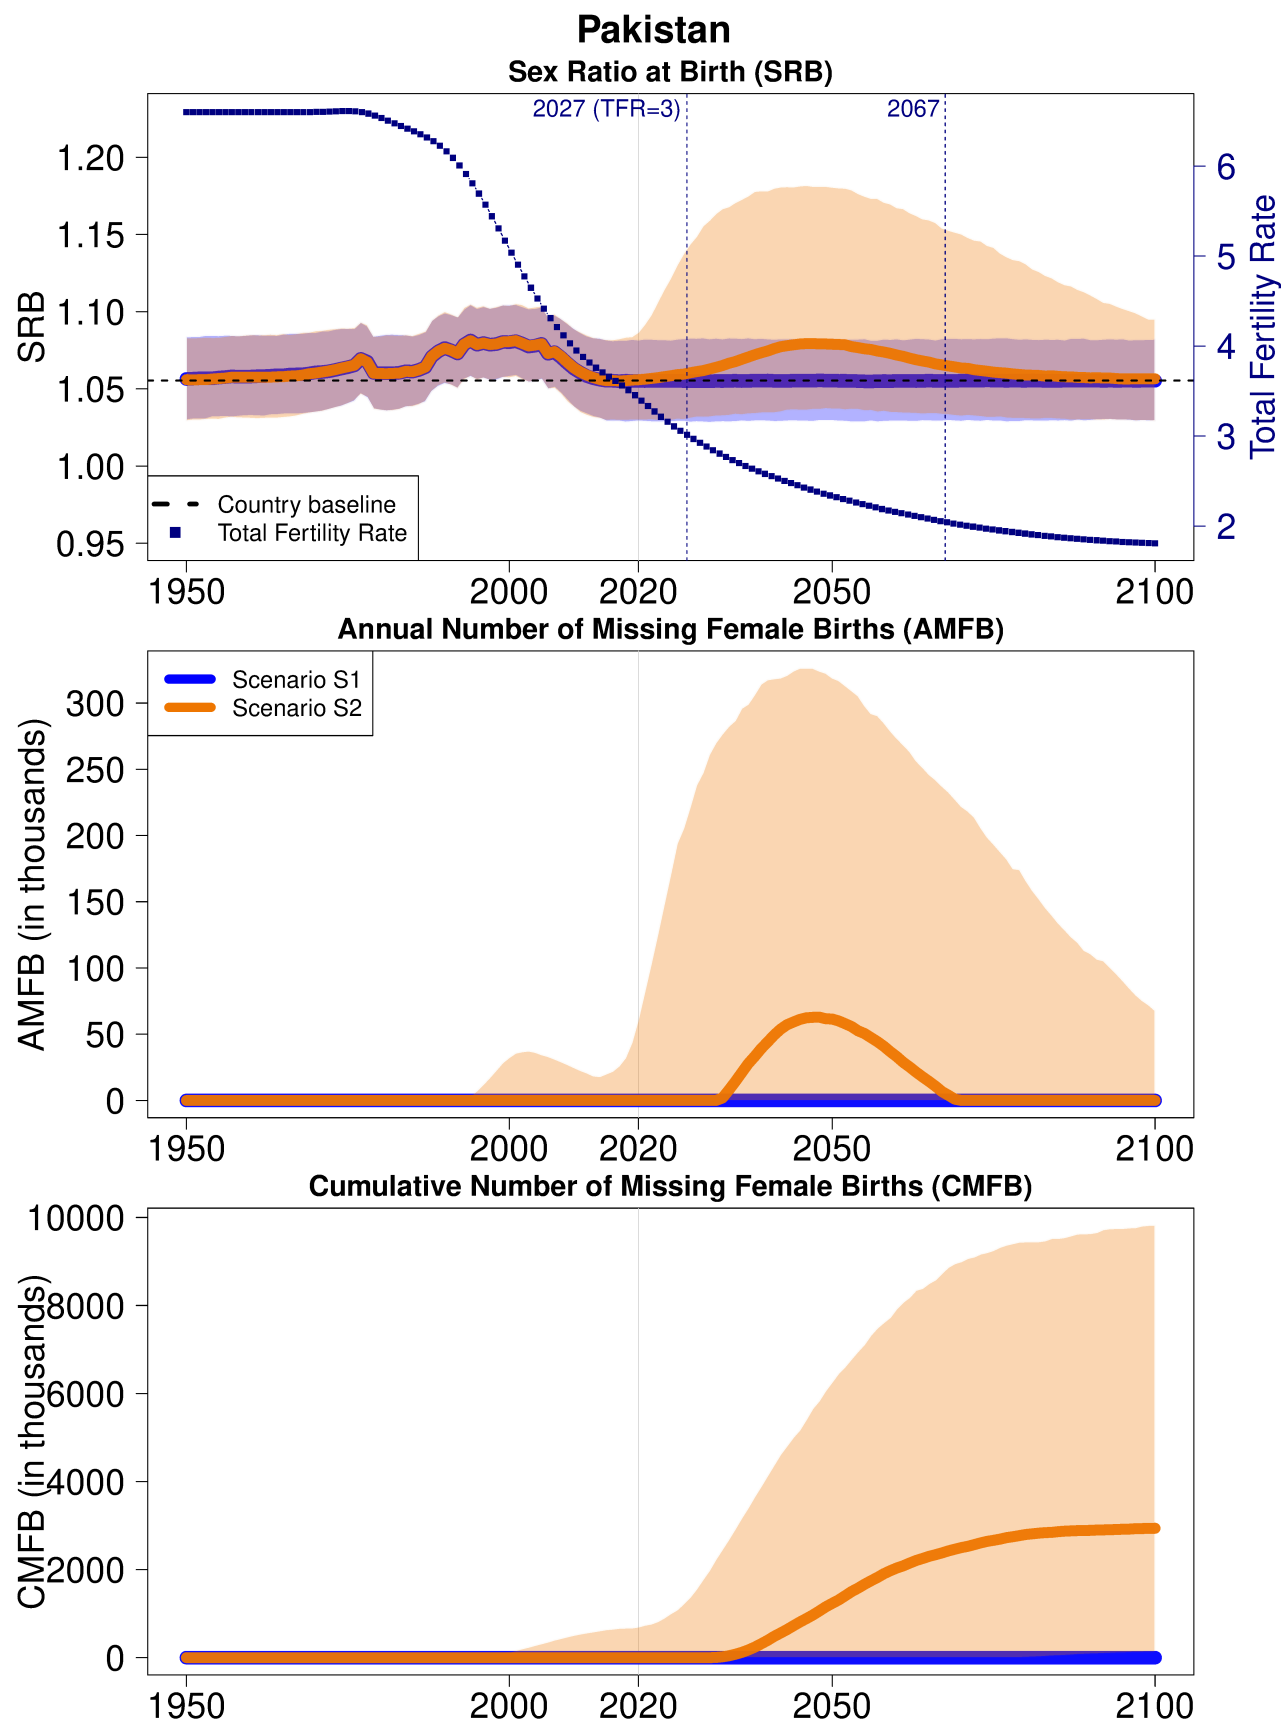 Pakistan
Sex Ratio at Birth (SRB)
2027 (TFR=3)
2067
SRB
1.20
1.15
1.10
1.05
1.00
0.95
Total Fertility Rate
6
5
4
3
2
Country baseline
Total Fertility Rate
1950 2000 2020 2050 2100
Annual Number of Missing Female Births (AMFB)
Scenario S1
Scenario S2
AMFB (in thousands)
300
250
200
150
100
50
0
1950 2000 2020 2050 2100
Cumulative Number of Missing Female Births (CMFB)
CMFB (in thousands)
10000
8000
6000
4000
2000
0
1950 2000 2020 2050 2100